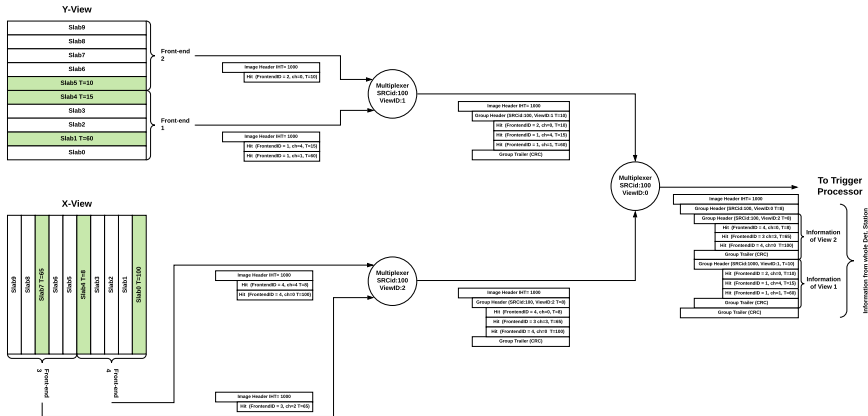 Y-View
Slab9
Slab8
Slab7
Slab6
Slab5 T=10
Slab4 T=15
Slab3
Slab2
Slab1 T=60
Slab0
Front-end
2
Front-end
1
Image Header IHT= 1000
Hit (FrontendID = 2, ch=0, T=10)
Image Header IHT= 1000
Hit (FrontendID = 1, ch=4, T=15)
Hit (FrontendID = 1, ch=1, T=60)
Multiplexer
SRCid:100
ViewID:1
Image Header IHT= 1000
Group Header (SRCid:100, ViewID:1 T=10)
Hit (FrontendID = 2, ch=0, T=10)
Hit (FrontendID = 1, ch=4, T=15)
Hit (FrontendID = 1, ch=1, T=60)
Group Trailer (CRC)
Multiplexer
SRCid:100
ViewID:0
To Trigger
Processor
Image Header IHT= 1000
Group Header (SRCid:100, ViewID:0 T=8)
Group Header (SRCid:100, ViewID:2 T=8)
Hit (FrontendID = 4, ch=0, T=8)
Hit (FrontendID = 3 ch=3, T=65)
Hit (FrontendID = 4, ch=0 T=100)
Group Trailer (CRC)
Group Header (SRCid:1000, ViewID:1, T=10)
Hit (FrontendID = 2, ch=0, T=10)
Hit (FrontendID = 1, ch=4, T=15)
Hit (FrontendID = 1, ch=1, T=60)
Group Trailer (CRC)
Group Trailer (CRC)
Information
of View 2
Information
of View 1
Information from whole Det. Station
X-View
Slab9
Slab8
Slab7 T=65
Slab6
Slab5
Slab4 T=8
Slab3
Slab2
Slab1
Slab0 T=100
Front-end
3
Front-end
4
Image Header IHT= 1000
Hit (FrontendID = 4, ch=4 T=8)
Hit (FrontendID = 4, ch=0 T=100)
Image Header IHT= 1000
Hit (FrontendID = 3, ch=2 T=65)
Multiplexer
SRCid:100
ViewID:2
Image Header IHT= 1000
Group Header (SRCid:100, ViewID:2 T=8)
Hit (FrontendID = 4, ch=0, T=8)
Hit (FrontendID = 3 ch=3, T=65)
Hit (FrontendID = 4, ch=0 T=100)
Group Trailer (CRC)